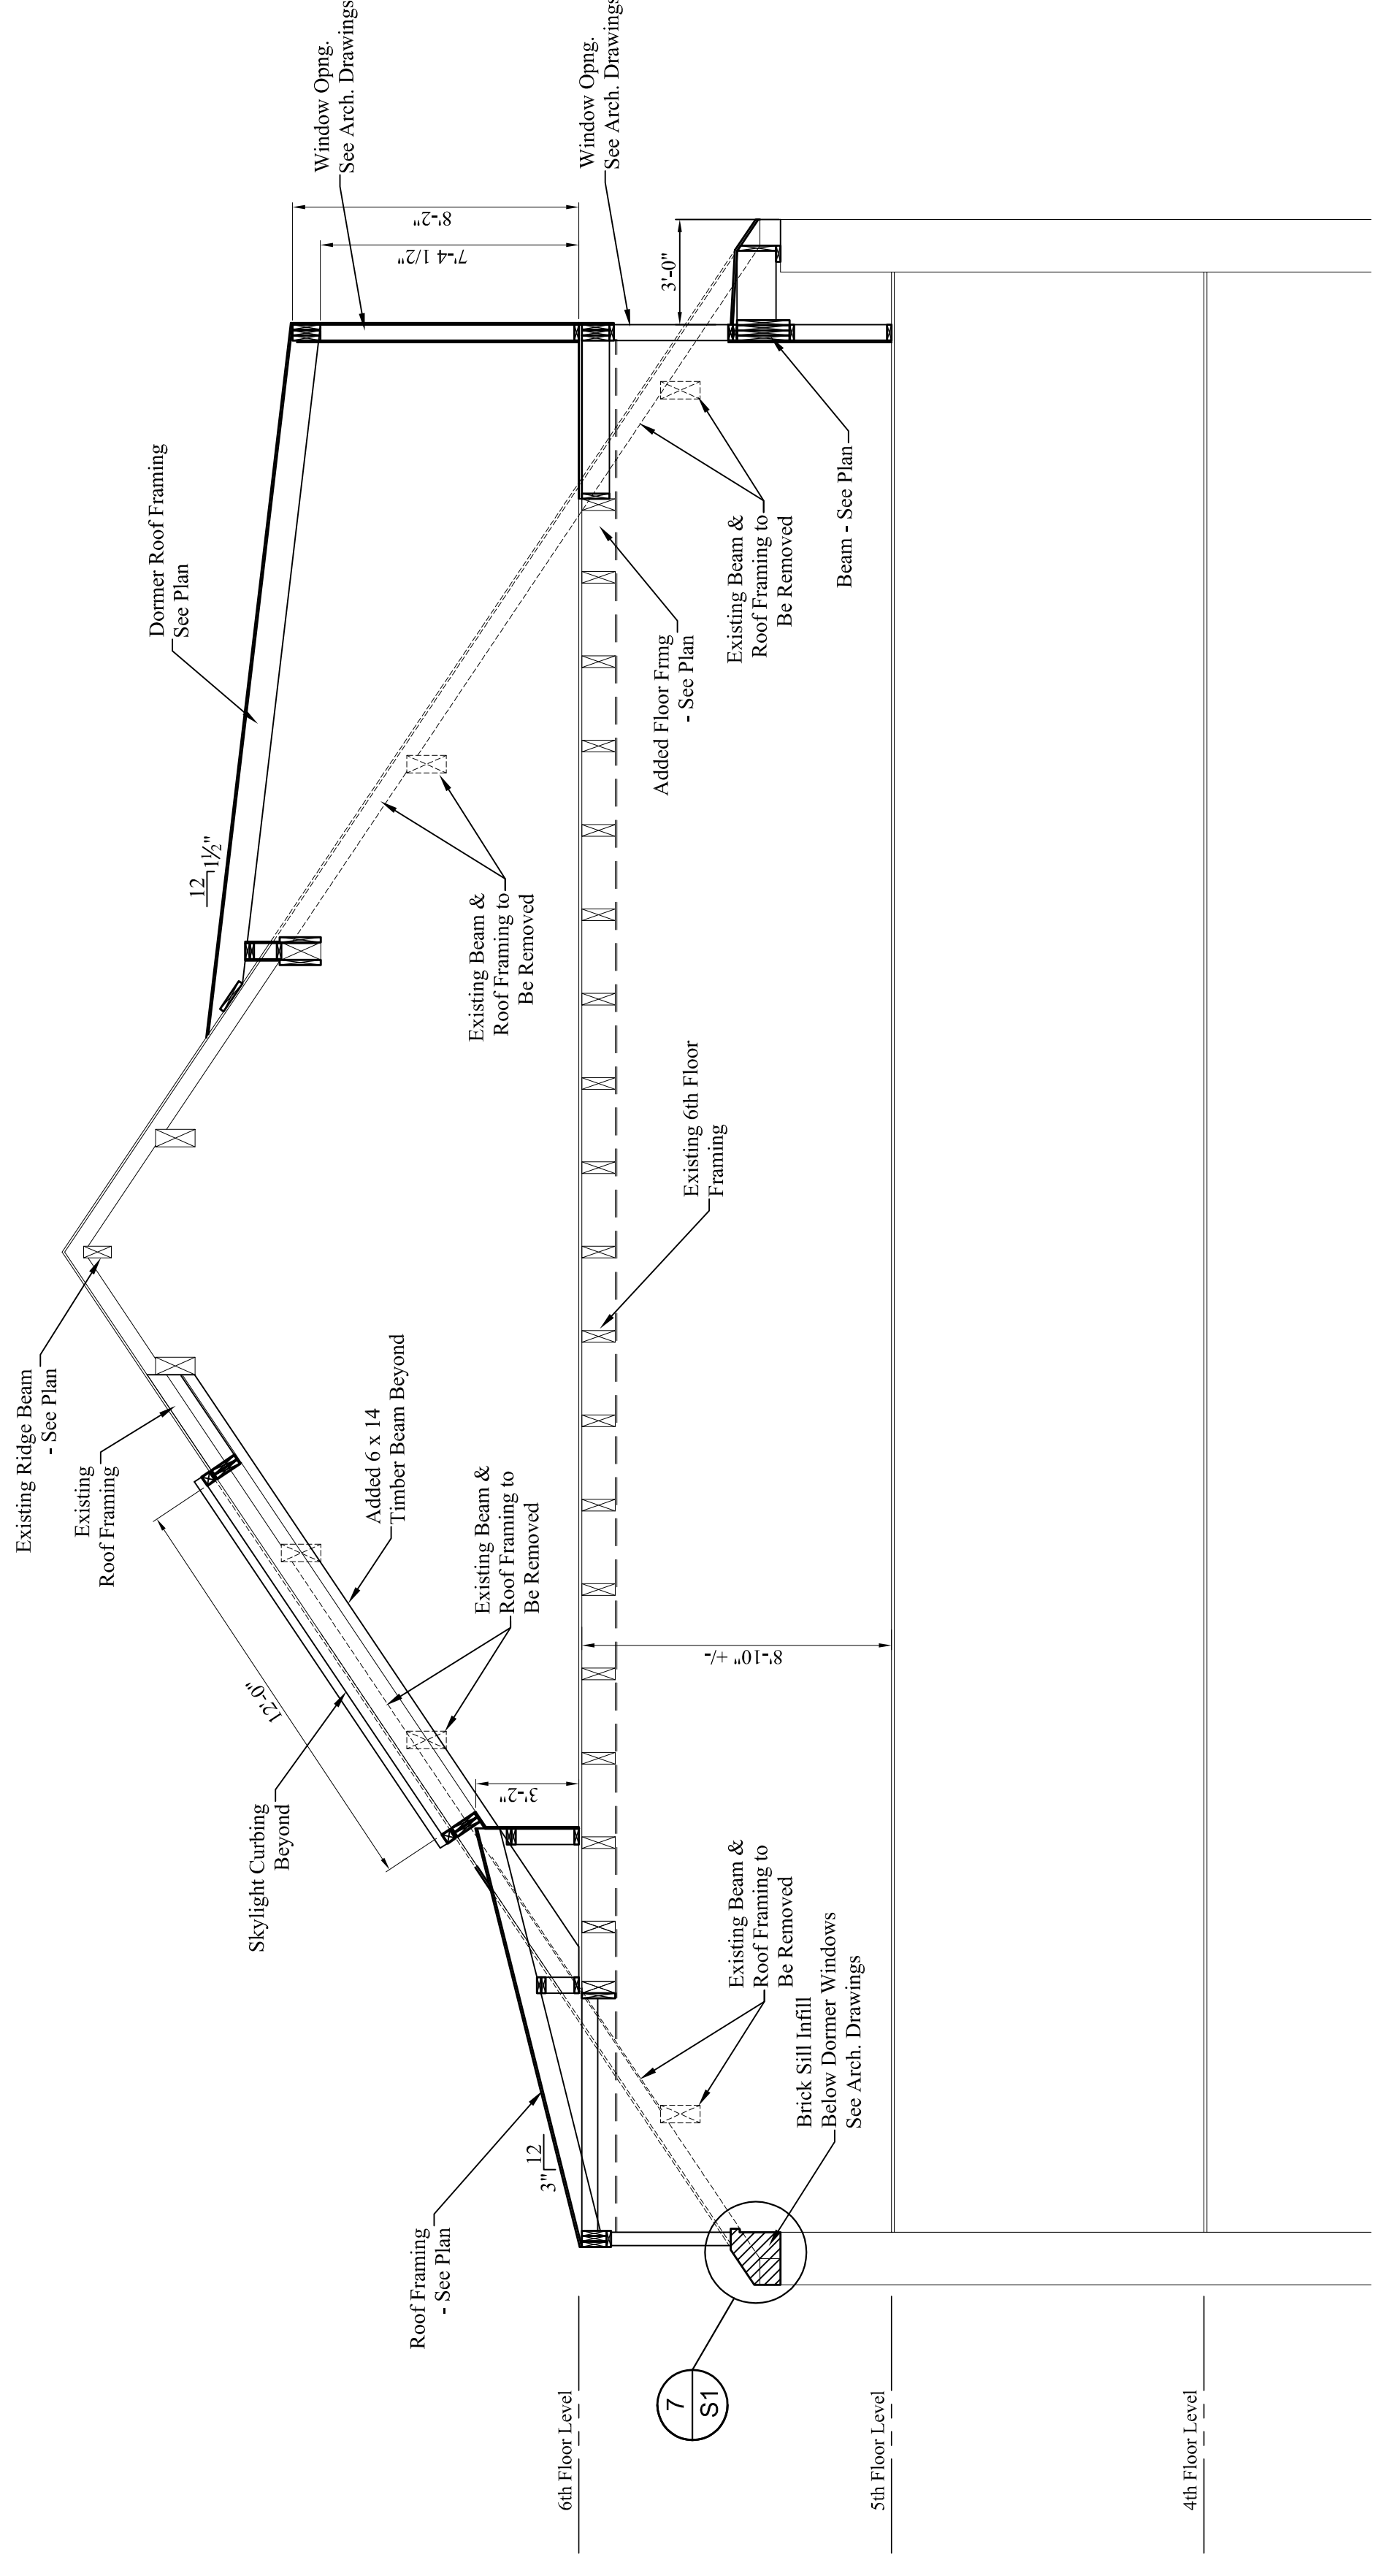 Existing Ridge Beam
- See Plan
Existing
Roof Framing
Skylight Curbing
Beyond
12'-0"
Added 6 x 14
Timber Beam Beyond
Existing Beam &
Roof Framing to
Be Removed
Roof Framing
- See Plan
12
3"
3'-2"
Dormer Roof Framing
See Plan
12
1½"
Window Opng.
See Arch. Drawings
8'-2"
7'-4 1/2"
Existing Beam &
Roof Framing to
Be Removed
Window Opng.
See Arch. Drawings
3'-0"
Added Floor Frmg
- See Plan
Existing Beam &
Roof Framing to
Be Removed
Beam - See Plan
Existing 6th Floor
Framing
8'-10" +/-
Existing Beam &
Roof Framing to
Be Removed
Brick Sill Infill
Below Dormer Windows
See Arch. Drawings
7
S1
6th Floor Level
5th Floor Level
4th Floor Level